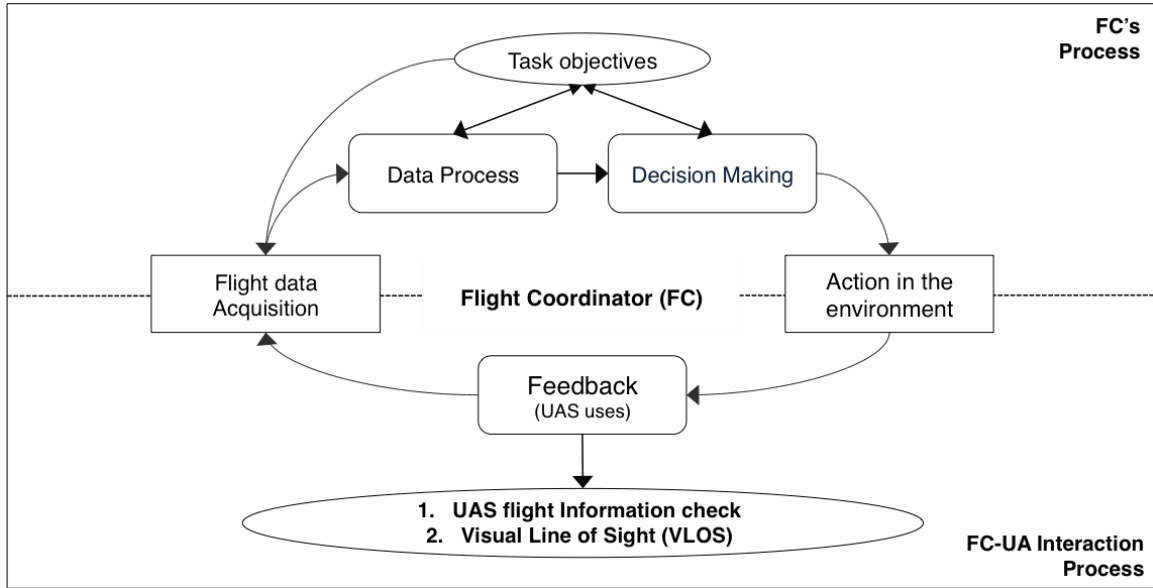 FC's
Process
Task objectives
Data Process
Decision Making
Flight data
Acquisition
Flight Coordinator (FC)
Action in the
environment
Feedback
(UAS uses)
1. UAS flight Information check
2. Visual Line of Sight (VLOS)
FC-UA Interaction
Process